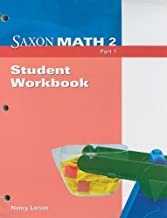 SAXON MATH 2
Part 1
Student
Workbook
Nancy Larson